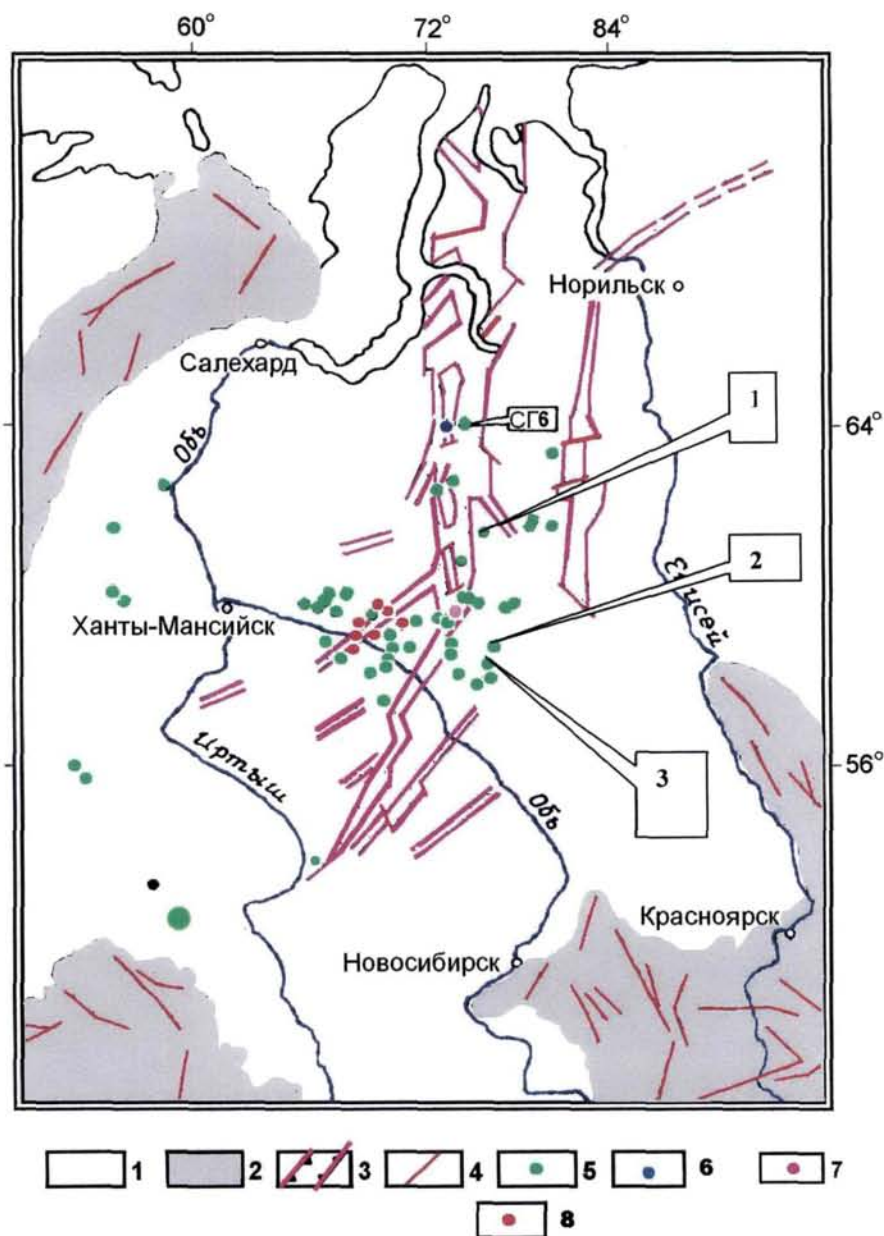 60° 72° 84°
Норильск
Салехард
1
СГ6
64°
Обь
2
Енисей
Ханты-Мансийск
3
56°
Иртыш
Обь
Красноярск
Новосибирск
1 2 3 4 5 6 7
8